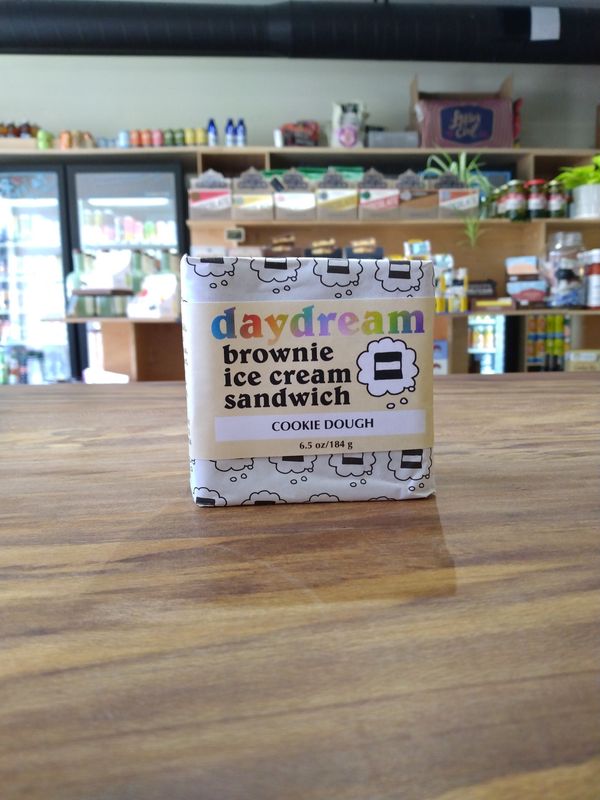 daydream
brownie
ice cream
sandwich
COOKIE DOUGH
6.5 oz/184 g